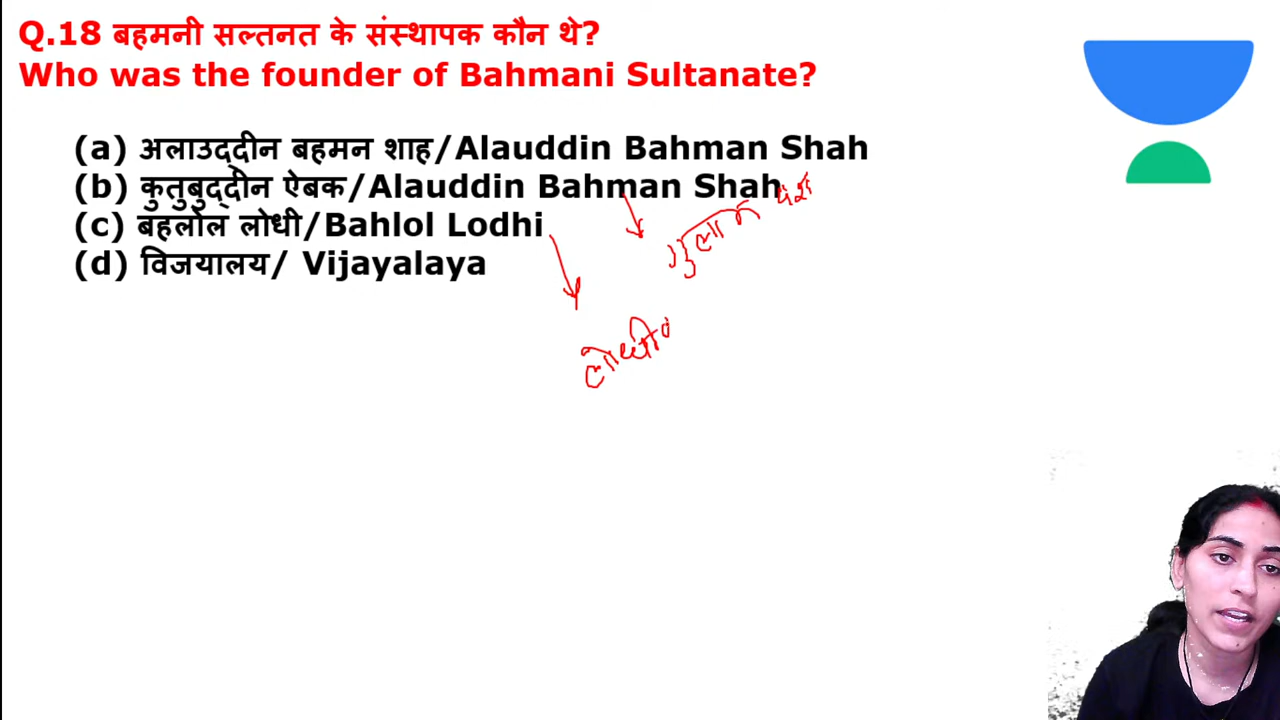 Q.18 बहमनी सल्तनत के संस्थापक कौन थे?
Who was the founder of Bahmani Sultanate?
(a) अलाउद्दीन बहमन शाह/Alauddin Bahman Shah
(b) कुतुबुद्दीन ऐबक/Alauddin Bahman Shah
(c) बहलोल लोधी/Bahlol Lodhi
(d) विजयालय/ Vijayalaya
गुलाम वंश
लोधी